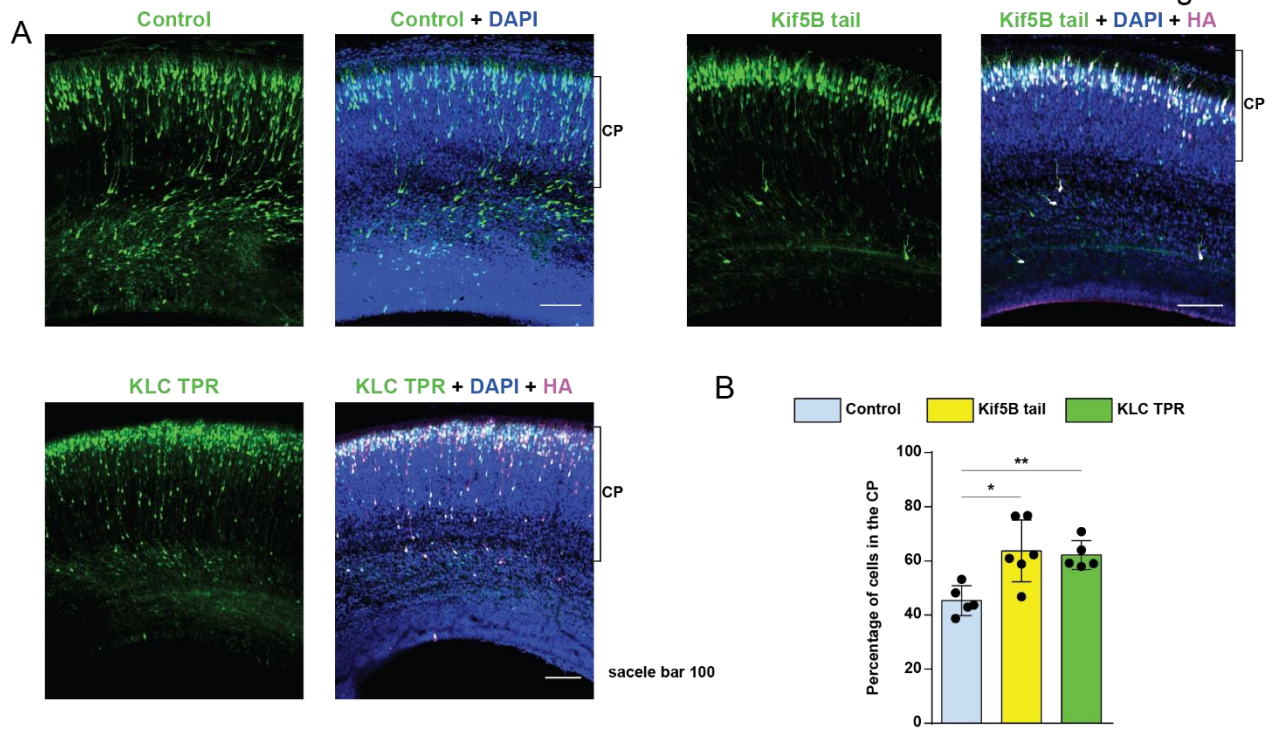 A
Control
Control + DAPI
CP
Kif5B tail
Kif5B tail + DAPI + HA
CP
KLC TPR
KLC TPR + DAPI + HA
CP
sacele bar 100
B
Control
Kif5B tail
KLC TPR
Percentage of cells in the CP
100
80
60
40
20
0
**
*